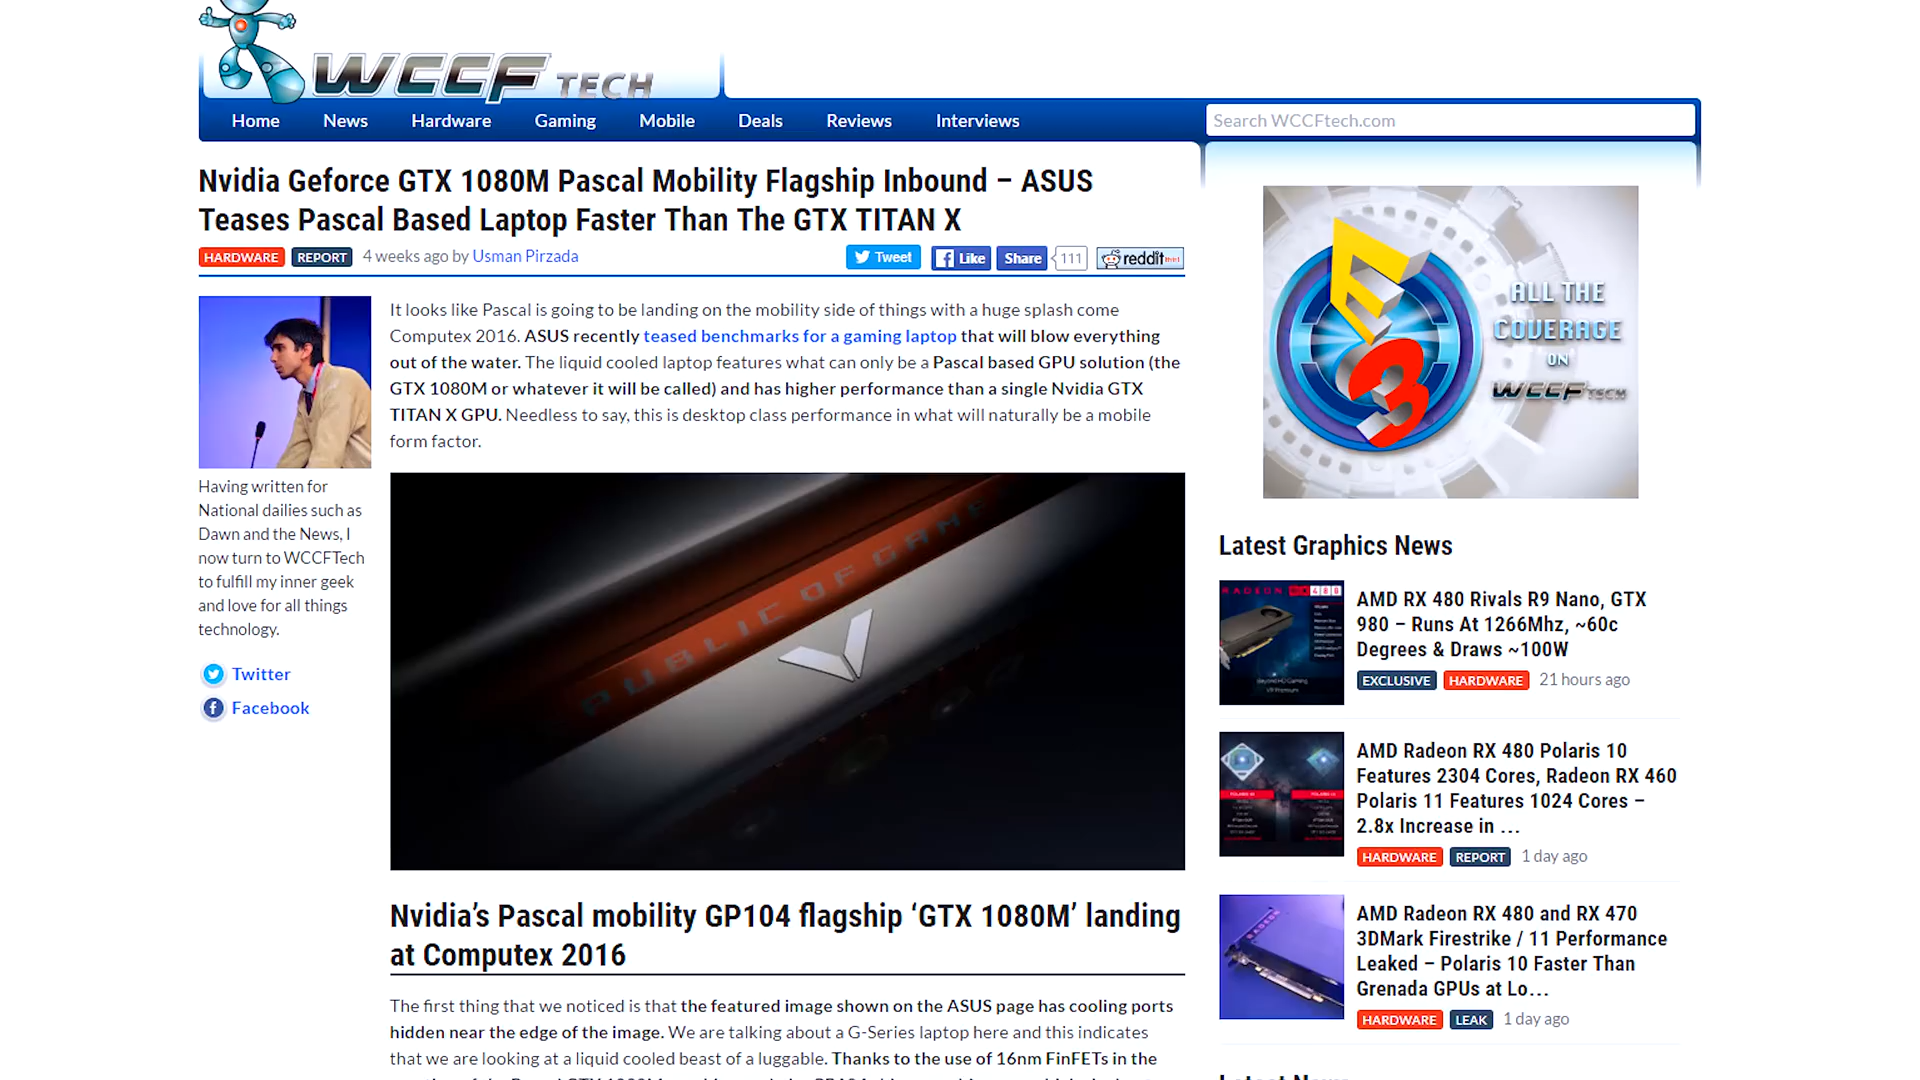 WCCF TECH
Home News Hardware Gaming Mobile Deals Reviews Interviews
Search WCCFtech.com
Nvidia Geforce GTX 1080M Pascal Mobility Flagship Inbound – ASUS
Teases Pascal Based Laptop Faster Than The GTX TITAN X
HARDWARE REPORT 4 weeks ago by Usman Pirzada
Tweet Like Share 111 reddit this!
Having written for
National dailies such as
Dawn and the News, I
now turn to WCCFTech
to fulfill my inner geek
and love for all things
technology.
Twitter
Facebook
It looks like Pascal is going to be landing on the mobility side of things with a huge splash come
Computex 2016. ASUS recently teased benchmarks for a gaming laptop that will blow everything
out of the water. The liquid cooled laptop features what can only be a Pascal based GPU solution (the
GTX 1080M or whatever it will be called) and has higher performance than a single Nvidia GTX
TITAN X GPU. Needless to say, this is desktop class performance in what will naturally be a mobile
form factor.
PUBLIC OF GAME
Nvidia’s Pascal mobility GP104 flagship ‘GTX 1080M’ landing
at Computex 2016
The first thing that we noticed is that the featured image shown on the ASUS page has cooling ports
hidden near the edge of the image. We are talking about a G-Series laptop here and this indicates
that we are looking at a liquid cooled beast of a luggable. Thanks to the use of 16nm FinFETs in the
E3
ALL THE
COVERAGE
ON
WCCF TECH
Latest Graphics News
RADEON RX 480
AMD RX 480 Rivals R9 Nano, GTX
980 – Runs At 1266Mhz, ~60c
Degrees & Draws ~100W
EXCLUSIVE HARDWARE 21 hours ago
AMD Radeon RX 480 Polaris 10
Features 2304 Cores, Radeon RX 460
Polaris 11 Features 1024 Cores –
2.8x Increase in ...
HARDWARE REPORT 1 day ago
AMD Radeon RX 480 and RX 470
3DMark Firestrike / 11 Performance
Leaked – Polaris 10 Faster Than
Grenada GPUs at Lo...
HARDWARE LEAK 1 day ago
Latest News